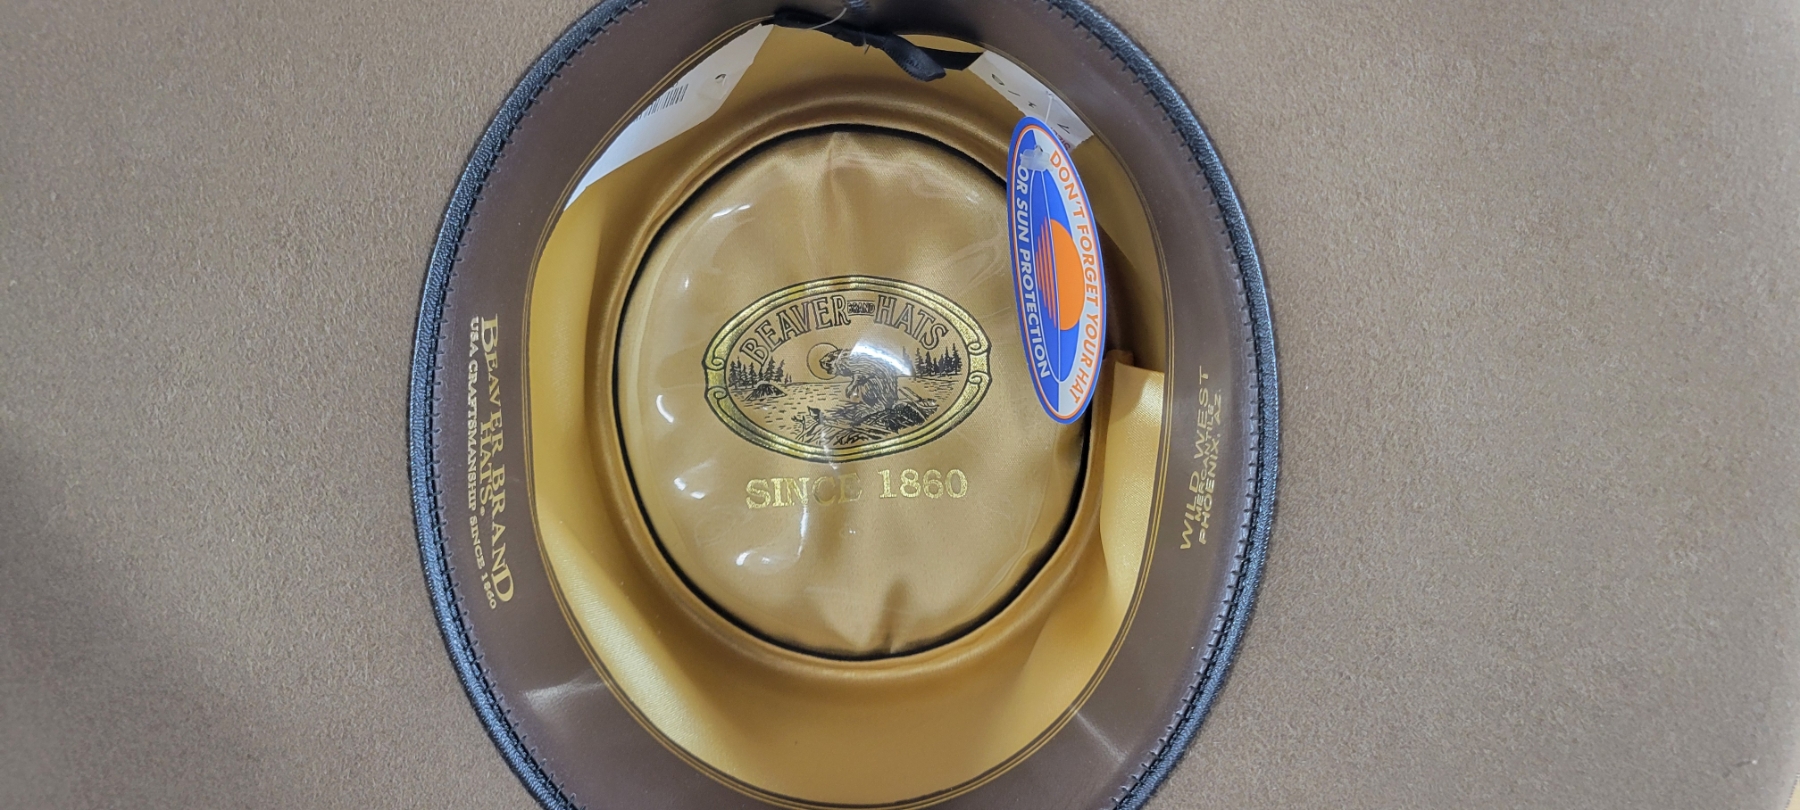 BEAVER BRAND HATS
SINCE 1860
DON'T FORGET YOUR HAT
FOR SUN PROTECTION
BEAVER BRAND
HATS.
USA CRAFTSMANSHIP SINCE 1860
WILD WEST
MERCANTILE
PHOENIX, AZ